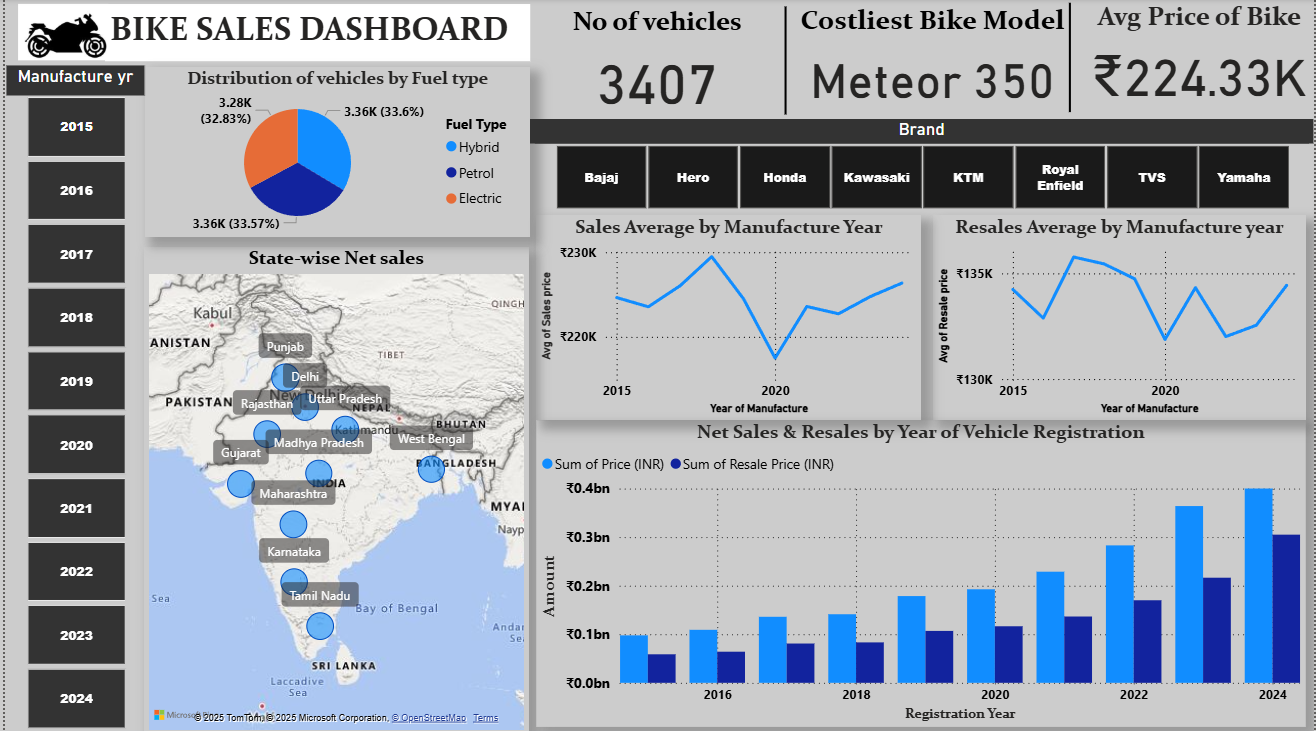 BIKE SALES DASHBOARD
No of vehicles
3407
Costliest Bike Model
Meteor 350
Avg Price of Bike
₹224.33K
Manufacture yr
2015
2016
2017
2018
2019
2020
2021
2022
2023
2024
Distribution of vehicles by Fuel type
3.28K
(32.83%)
3.36K (33.6%)
3.36K (33.57%)
Fuel Type
Hybrid
Petrol
Electric
Brand
Bajaj
Hero
Honda
Kawasaki
KTM
Royal
Enfield
TVS
Yamaha
State-wise Net sales
Kabul
QINGH
ANISTAN
Punjab
TIBET
Delhi
New Delhi
PAKISTAN
Rajasthan
Uttar Pradesh
NEPAL
Kathmandu
BHUTAN
Madhya Pradesh
West Bengal
Gujarat
BANGLADESH
INDIA
Maharashtra
MYAI
Nayp
Karnataka
Tamil Nadu
Sea
Bay of Bengal
Andar
Se
SRI LANKA
Laccadive
Sea
© 2025 TomTom, © 2025 Microsoft Corporation, © OpenStreetMap Terms
Sales Average by Manufacture Year
Avg of Sales price
₹230K
₹220K
2015
2020
Year of Manufacture
Resales Average by Manufacture year
Avg of Resale price
₹135K
₹130K
2015
2020
Year of Manufacture
Net Sales & Resales by Year of Vehicle Registration
Sum of Price (INR)
Sum of Resale Price (INR)
Amount
₹0.4bn
₹0.3bn
₹0.2bn
₹0.1bn
₹0.0bn
2016
2018
2020
2022
2024
Registration Year